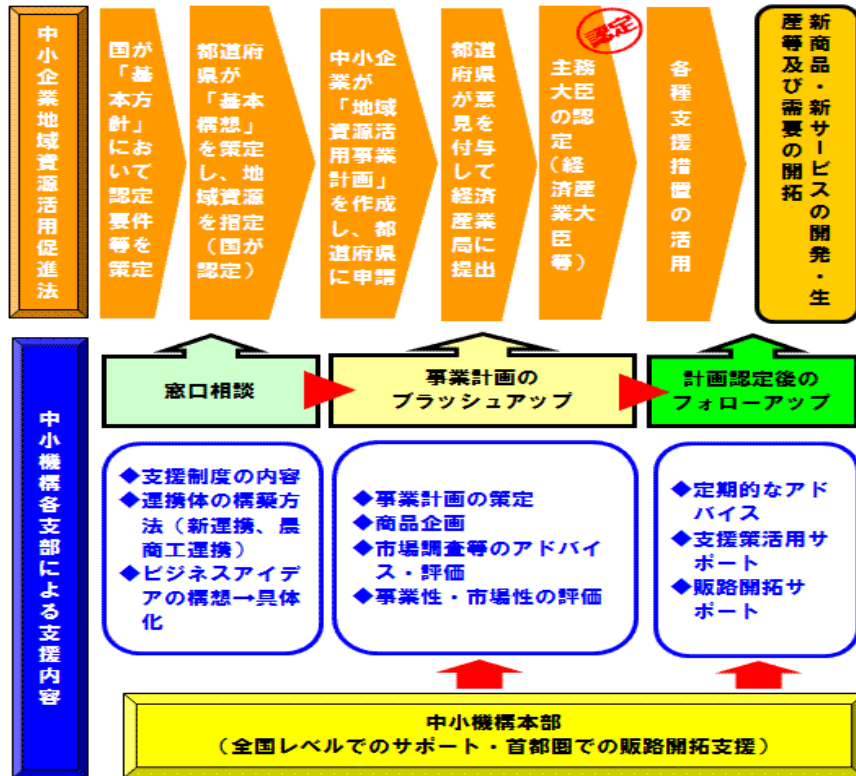 中小企業地域資源活用促進法
国が
「基本方
針」にお
いて認定
要件等を
策定
都道府
県が
「基本
構想」
を策定
し、地
域資源
を指定
（国が
認定）
中小企
業が
「地域
資源活
用事業
計画」
を作成
し、都
道府県
に申請
都道
府県
が意
見を
付与
して
経済
産業
局に
提出
認定
主務
大臣
の認
定（経
済産
業大
臣
等）
各種支援措置の活用
新商品・新サービスの開発・生
産等及び需要の開拓
中小機構各支部による支援内容
窓口相談
事業計画の
ブラッシュアップ
計画認定後の
フォローアップ
◆支援制度の内容
◆連携体の構築方
法（新連携、農
商工連携）
◆ビジネスアイデ
アの構想→具体
化
◆事業計画の策定
◆商品企画
◆市場調査等のアドバイ
ス・評価
◆事業性・市場性の評価
◆定期的なアド
バイス
◆支援策活用サ
ポート
◆販路開拓サ
ポート
中小機構本部
（全国レベルでのサポート・首都圏での販路開拓支援）